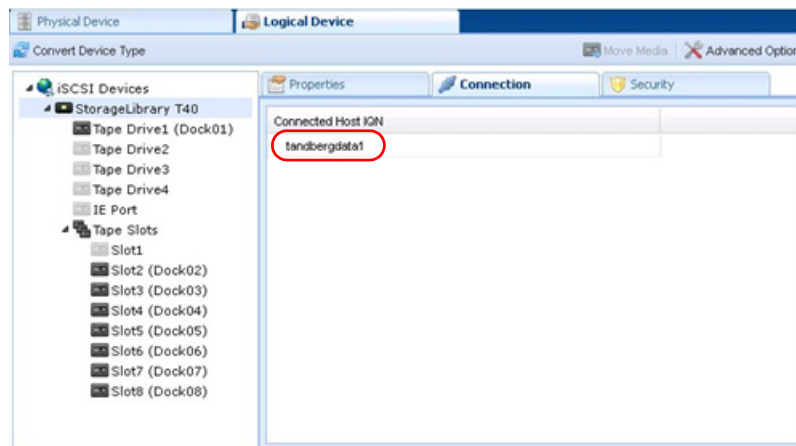 Physical Device
Logical Device
Convert Device Type
Move Media
Advanced Option
iSCSI Devices
StorageLibrary T40
Tape Drive1 (Dock01)
Tape Drive2
Tape Drive3
Tape Drive4
IE Port
Tape Slots
Slot1
Slot2 (Dock02)
Slot3 (Dock03)
Slot4 (Dock04)
Slot5 (Dock05)
Slot6 (Dock06)
Slot7 (Dock07)
Slot8 (Dock08)
Properties
Connection
Security
Connected Host IQN
tandbergdata1